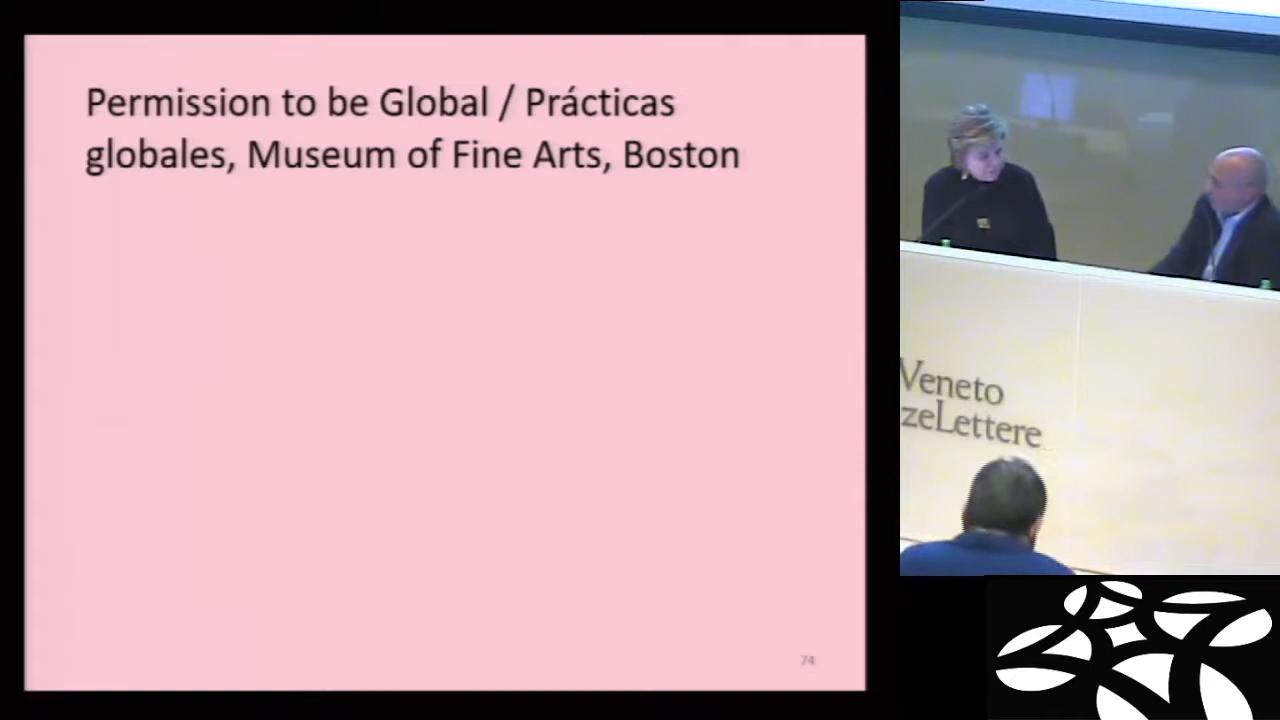 Permission to be Global / Prácticas
globales, Museum of Fine Arts, Boston
74
Veneto
zeLettere